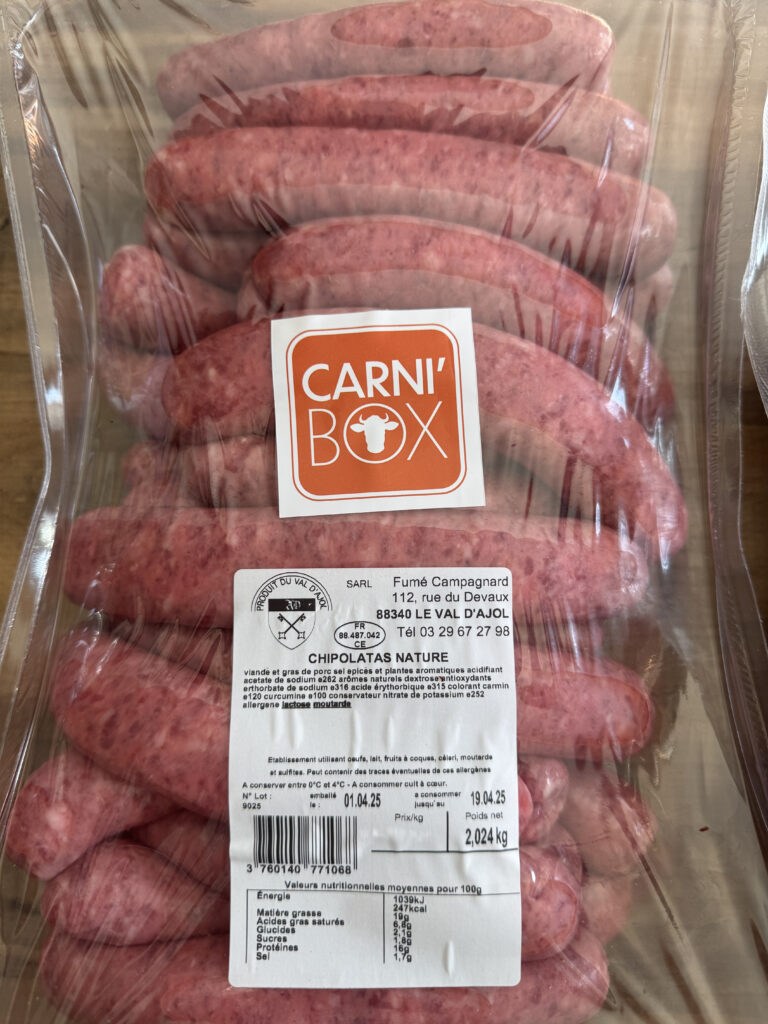 CARNI'
BOX
PRODUIT DU VAL D'AJOL
SARL
Fumé Campagnard
112, rue du Devaux
88340 LE VAL D'AJOL
Tél 03 29 67 27 98
FR
88.487.042
CE
CHIPOLATAS NATURE
viande et gras de porc sel epices et plantes aromatiques acidifiant
acetate de sodium e262 arômes naturels dextrose antioxydants
erthorbate de sodium e316 acide érythorbique e315 colorant carmin
e120 curcumine e100 conservateur nitrate de potassium e252
allergene lactose moutarde
Etablissement utilisant oeufs, lait, fruits à coques, céleri, moutarde
et sulfites. Peut contenir des traces éventuelles de ces allergènes
A conserver entre 0°C et 4°C - A consommer cuit à cœur.
N° Lot : emballé a consommer
9025 le : 01.04.25 jusqu'au 19.04.25
Prix/kg Poids net
2,024 kg
3 760140 771068
Valeurs nutritionnelles moyennes pour 100g
Énergie 1039kJ
247kcal
Matière grasse 19g
Acides gras saturés 6,8g
Glucides 2,1g
Sucres 1,8g
Protéines 16g
Sel 1,7g